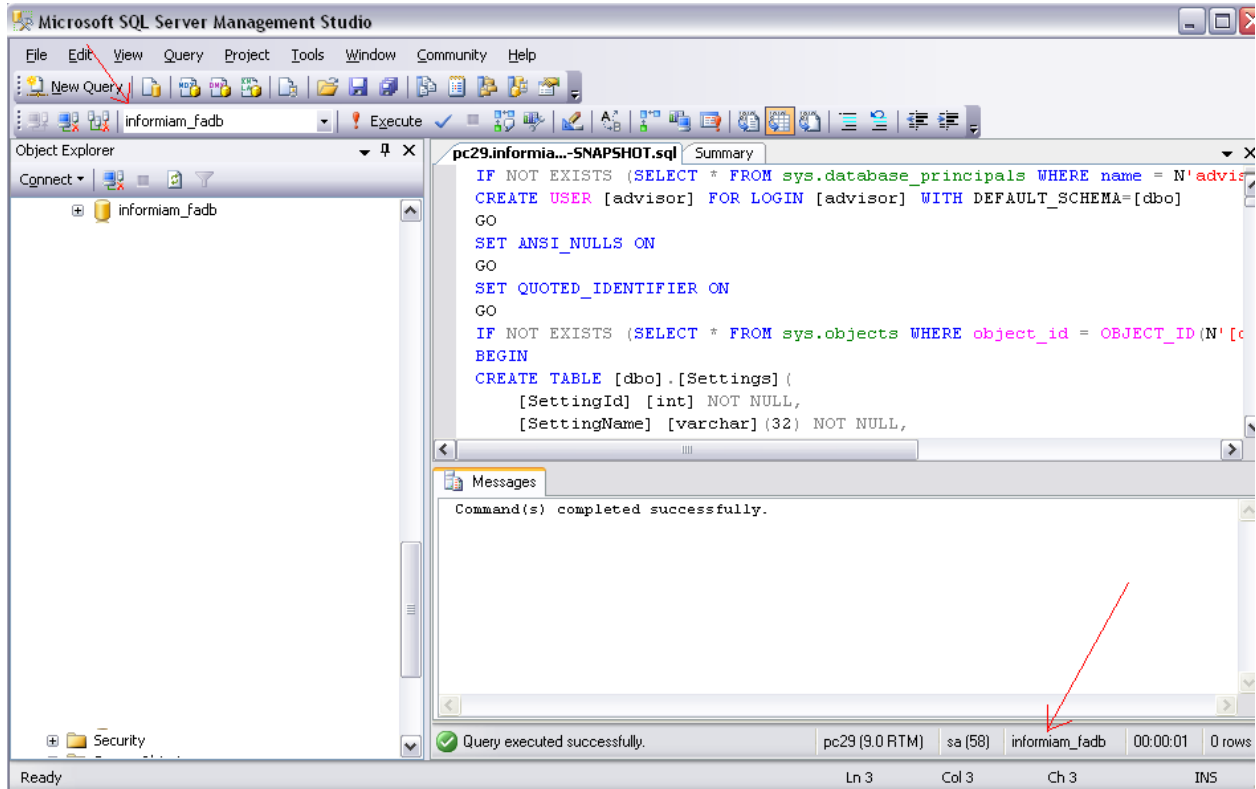 Microsoft SQL Server Management Studio
File Edit View Query Project Tools Window Community Help
New Query
informiam_fadb Execute
Object Explorer
Connect
informiam_fadb
Security
pc29.informia...-SNAPSHOT.sql Summary
IF NOT EXISTS (SELECT * FROM sys.database_principals WHERE name = N'advis
CREATE USER [advisor] FOR LOGIN [advisor] WITH DEFAULT_SCHEMA=[dbo]
GO
SET ANSI_NULLS ON
GO
SET QUOTED_IDENTIFIER ON
GO
IF NOT EXISTS (SELECT * FROM sys.objects WHERE object_id = OBJECT_ID(N'[d
BEGIN
CREATE TABLE [dbo].[Settings](
[SettingId] [int] NOT NULL,
[SettingName] [varchar](32) NOT NULL,
Messages
Command(s) completed successfully.
Query executed successfully. pc29 (9.0 RTM) sa (58) informiam_fadb 00:00:01 0 rows
Ready Ln 3 Col 3 Ch 3 INS